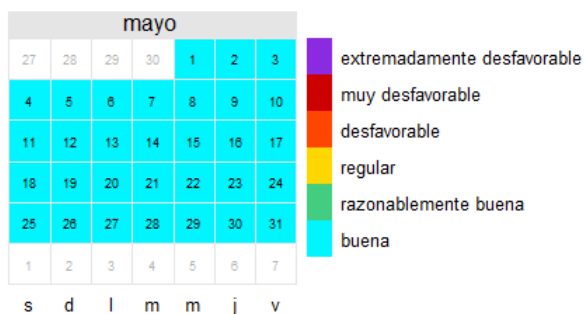 mayo
27 28 29 30 1 2 3
4 5 6 7 8 9 10
11 12 13 14 15 16 17
18 19 20 21 22 23 24
25 26 27 28 29 30 31
1 2 3 4 5 6 7
s d l m m j v
extremadamente desfavorable
muy desfavorable
desfavorable
regular
razonablemente buena
buena